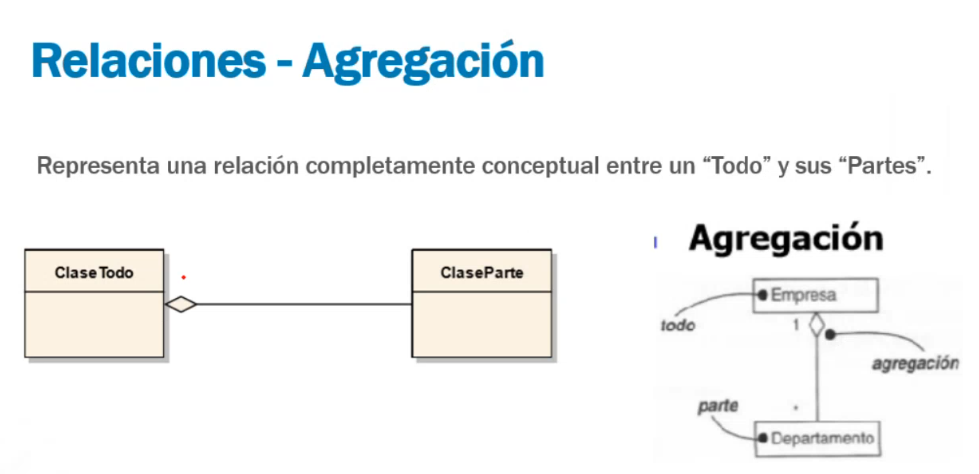 Relaciones - Agregación
Representa una relación completamente conceptual entre un “Todo” y sus “Partes”.
ClaseTodo
ClaseParte
Agregación
Empresa
todo
1
agregación
parte
*
Departamento